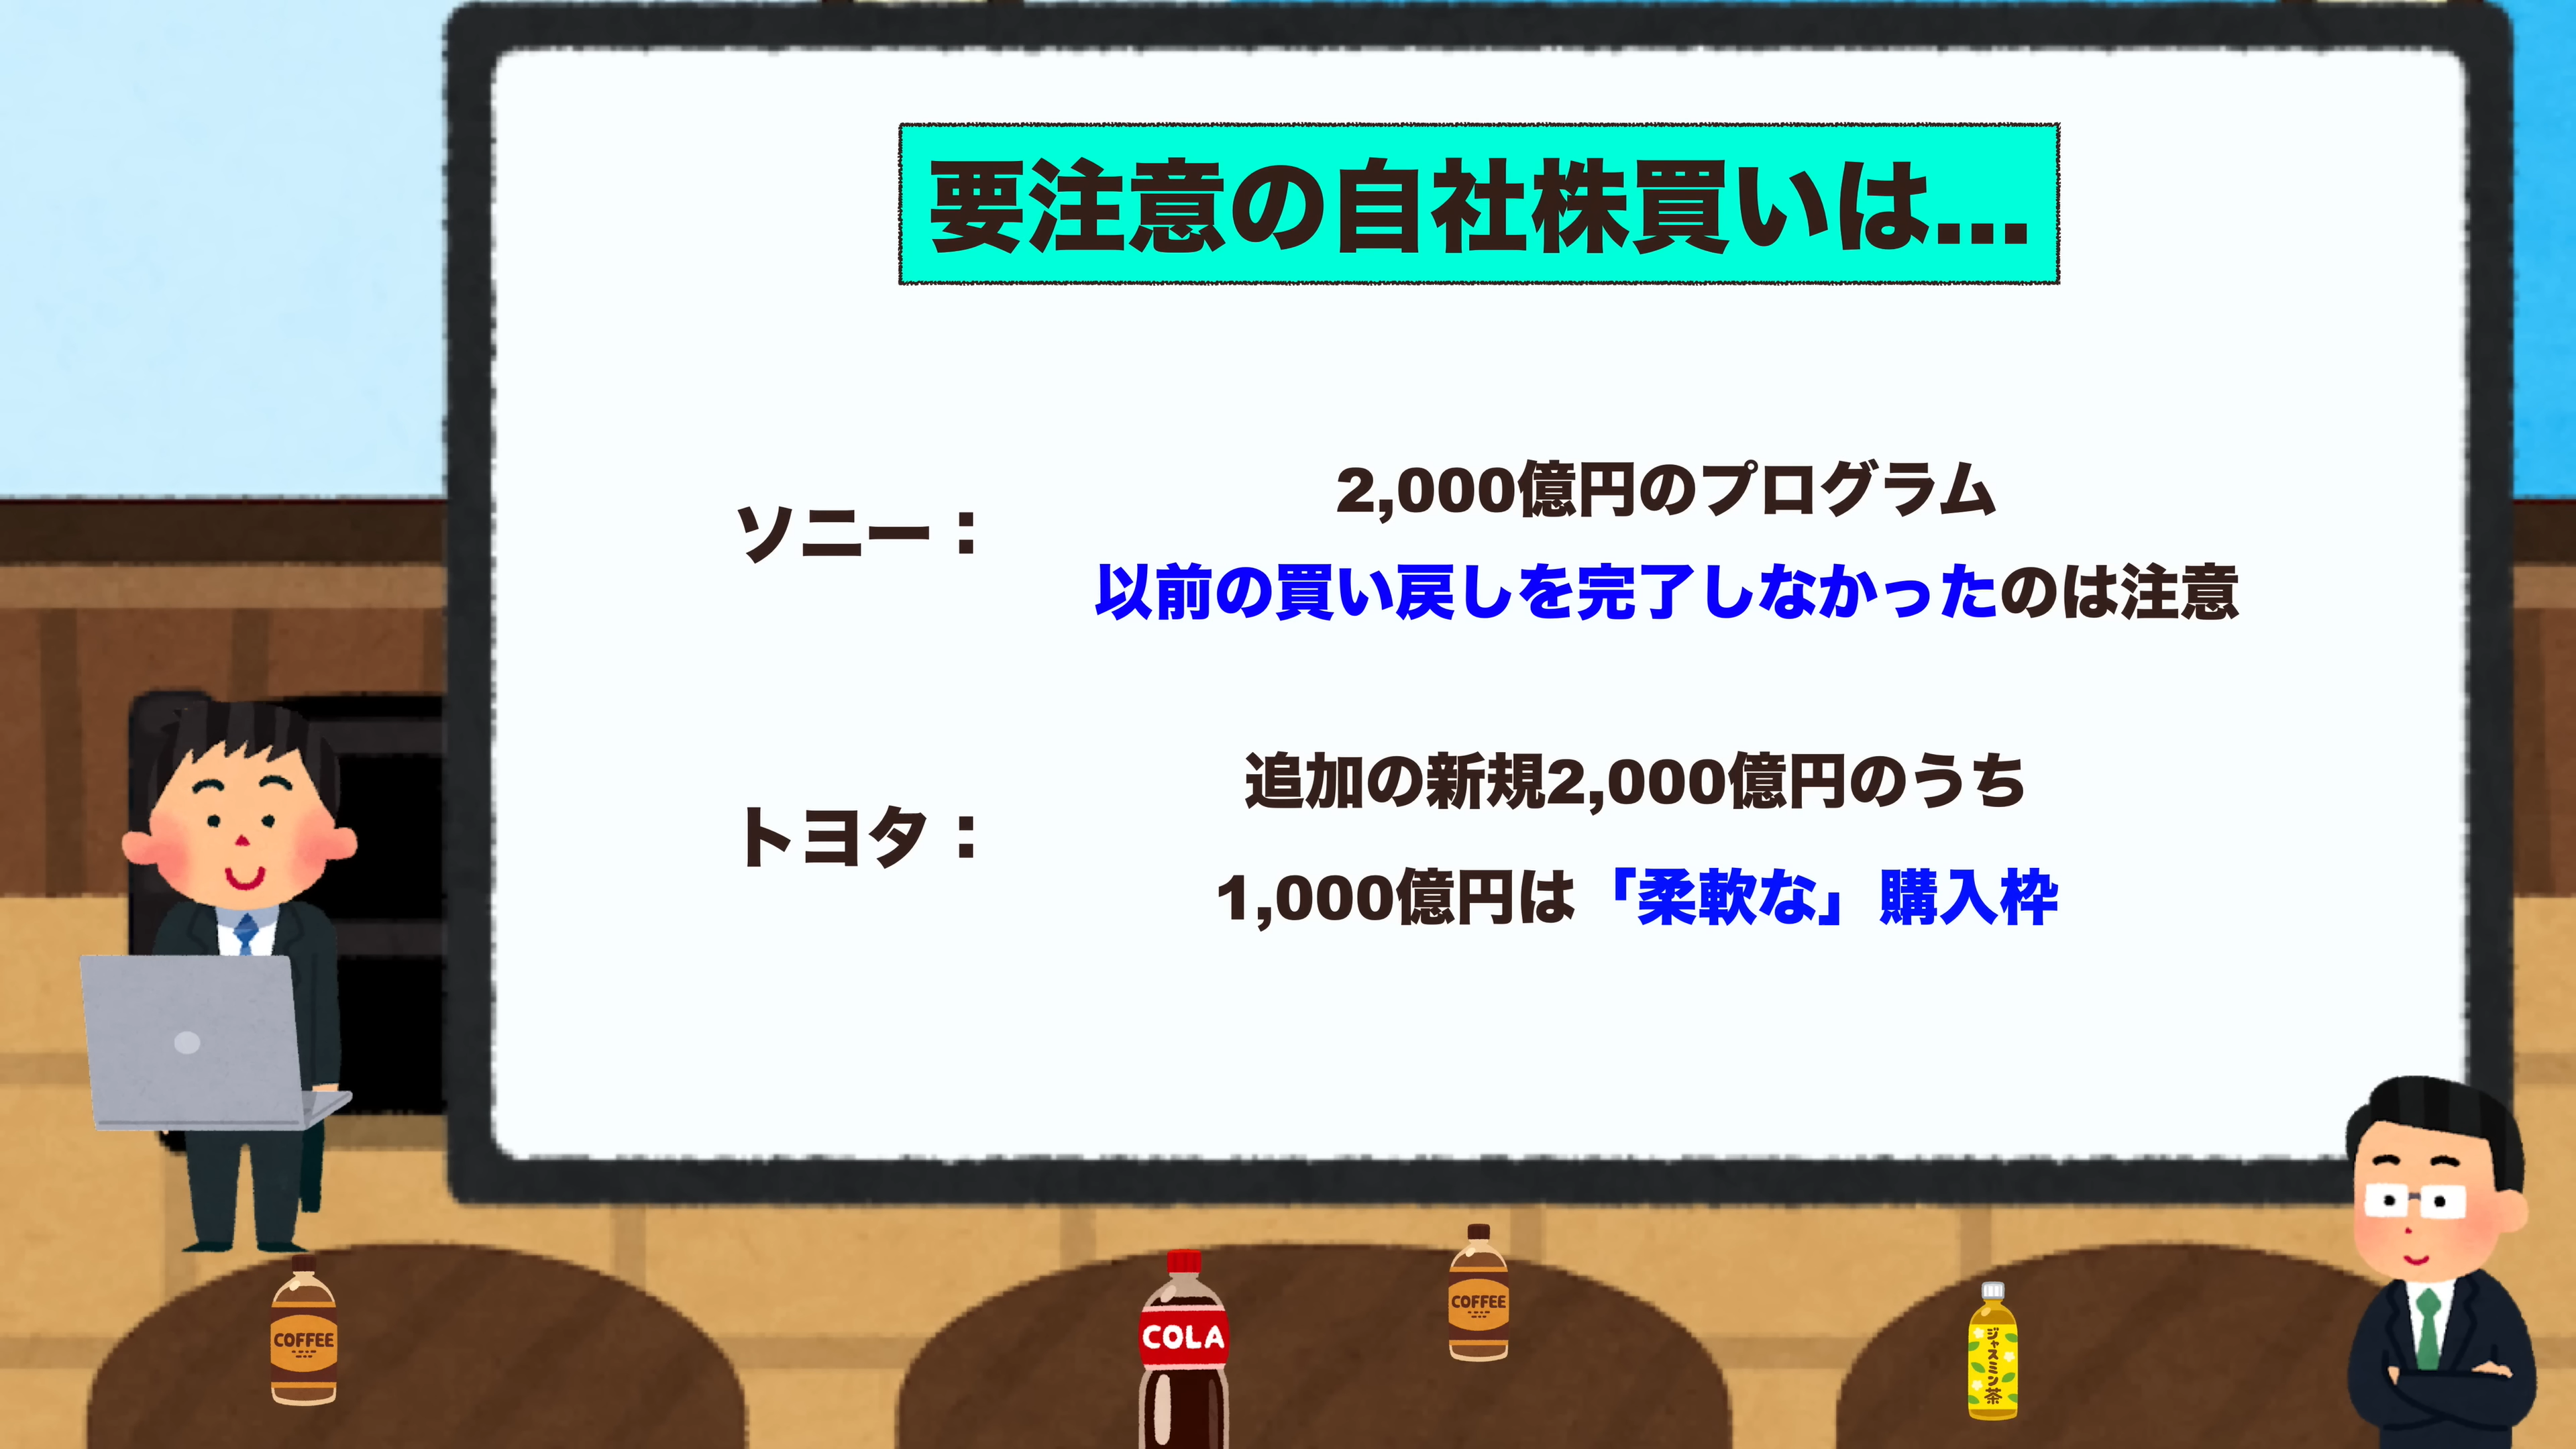 要注意の自社株買いは...
ソニー：
2,000億円のプログラム
以前の買い戻しを完了しなかったのは注意
トヨタ：
追加の新規2,000億円のうち
1,000億円は「柔軟な」購入枠
COFFEE
COLA
COFFEE
ジャスミン茶